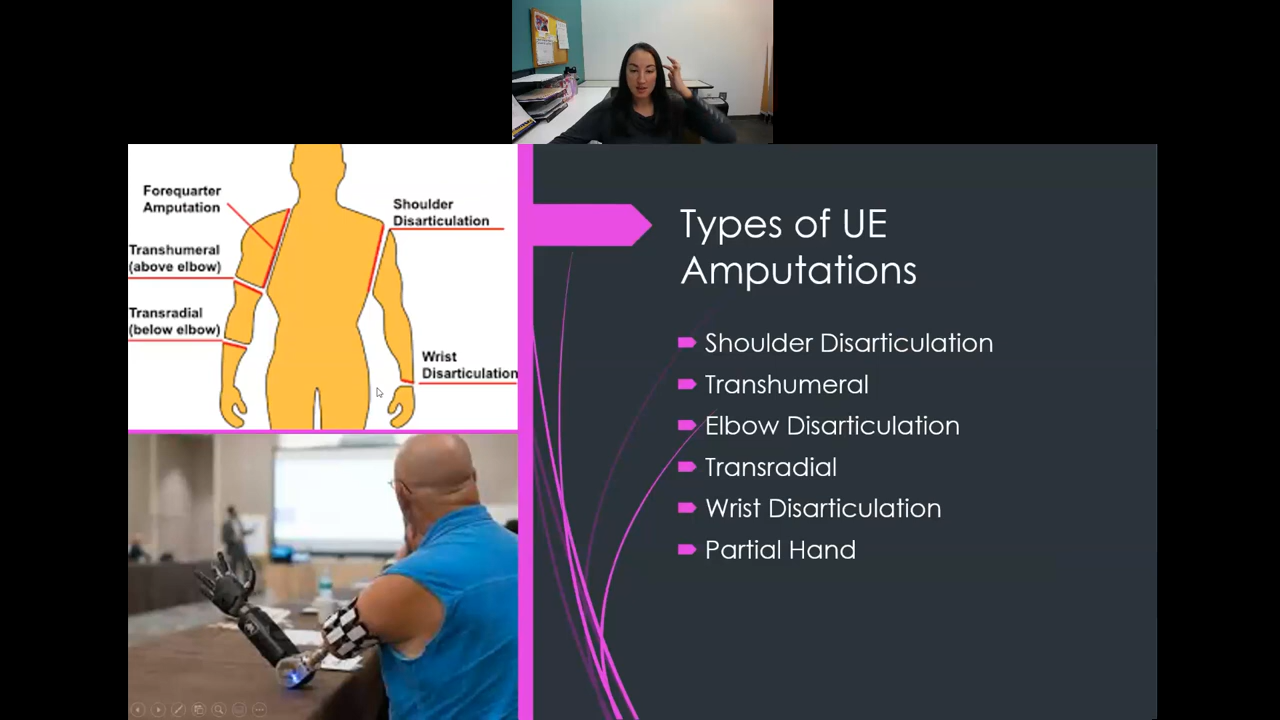 Forequarter
Amputation
Transhumeral
(above elbow)
Transradial
(below elbow)
Shoulder
Disarticulation
Wrist
Disarticulation
Types of UE
Amputations
Shoulder Disarticulation
Transhumeral
Elbow Disarticulation
Transradial
Wrist Disarticulation
Partial Hand